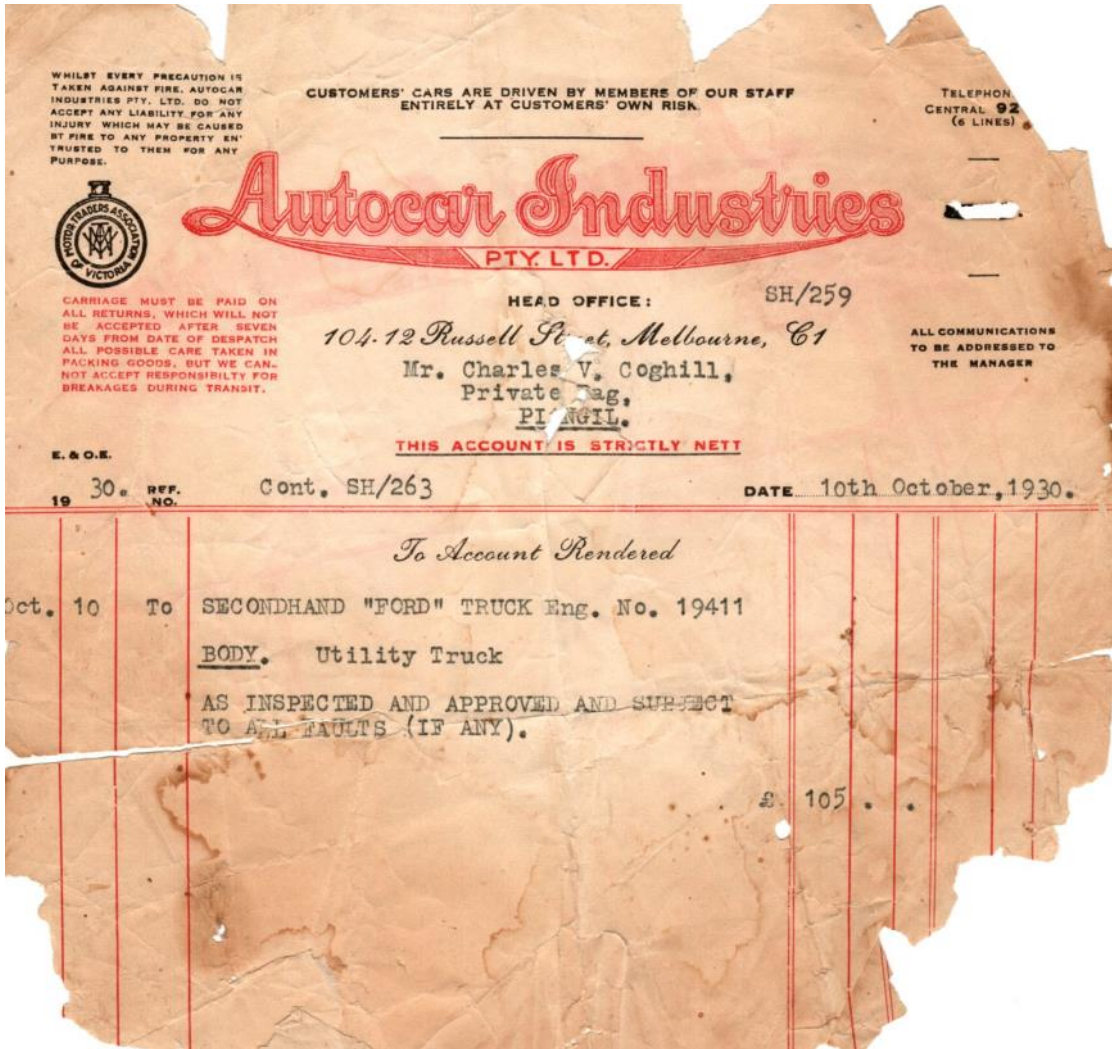 WHILST EVERY PRECAUTION IS
TAKEN AGAINST FIRE, AUTOCAR
INDUSTRIES PTY. LTD. DO NOT
ACCEPT ANY LIABILITY FOR ANY
INJURY WHICH MAY BE CAUSED
BY FIRE TO ANY PROPERTY EN'
TRUSTED TO THEM FOR ANY
PURPOSE.
CUSTOMERS' CARS ARE DRIVEN BY MEMBERS OF OUR STAFF
ENTIRELY AT CUSTOMERS' OWN RISK
TELEPHON
CENTRAL 92
(6 LINES)
MOTOR TRADERS ASSOCIATION
OF VICTORIA
Autocar Industries
PTY. LTD.
CARRIAGE MUST BE PAID ON
ALL RETURNS, WHICH WILL NOT
BE ACCEPTED AFTER SEVEN
DAYS FROM DATE OF DESPATCH
ALL POSSIBLE CARE TAKEN IN
PACKING GOODS, BUT WE CAN-
NOT ACCEPT RESPONSIBILTY FOR
BREAKAGES DURING TRANSIT.
HEAD OFFICE:
SH/259
104-12 Russell Street, Melbourne, C1
ALL COMMUNICATIONS
TO BE ADDRESSED TO
THE MANAGER
Mr. Charles V. Coghill,
Private Bag,
PIANGIL.
THIS ACCOUNT IS STRICTLY NETT
E. & O.E.
19 30. REF. NO. Cont. SH/263 DATE 10th October, 1930.
To Account Rendered
Oct. 10 To SECONDHAND "FORD" TRUCK Eng. No. 19411
BODY. Utility Truck
AS INSPECTED AND APPROVED AND SUBJECT
TO ALL FAULTS (IF ANY).
£ 105 . .